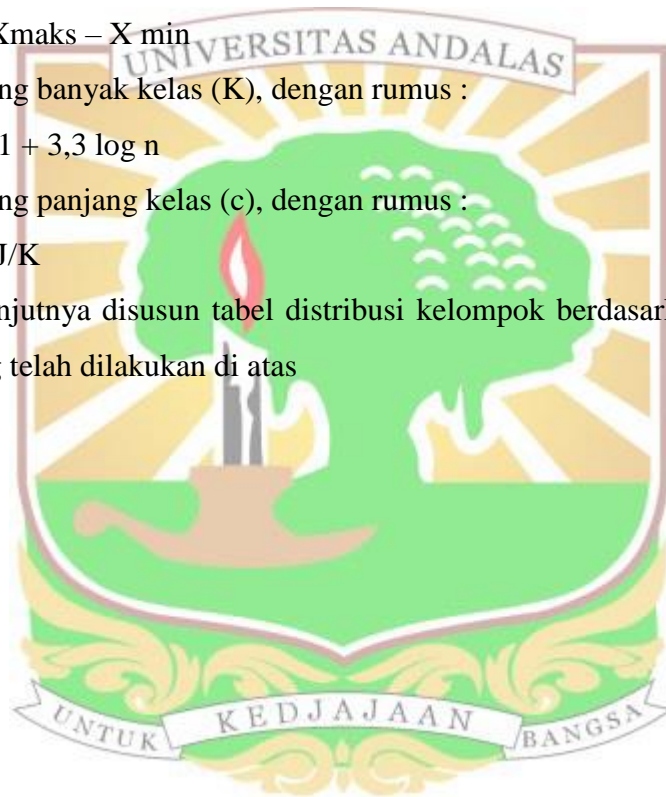 Xmaks – X min
UNIVERSITAS ANDALAS
ng banyak kelas (K), dengan rumus :
1 + 3,3 log n
ng panjang kelas (c), dengan rumus :
J/K
njutnya disusun tabel distribusi kelompok
telah dilakukan di atas
UNTUK KEDJAJAAN BANGSA